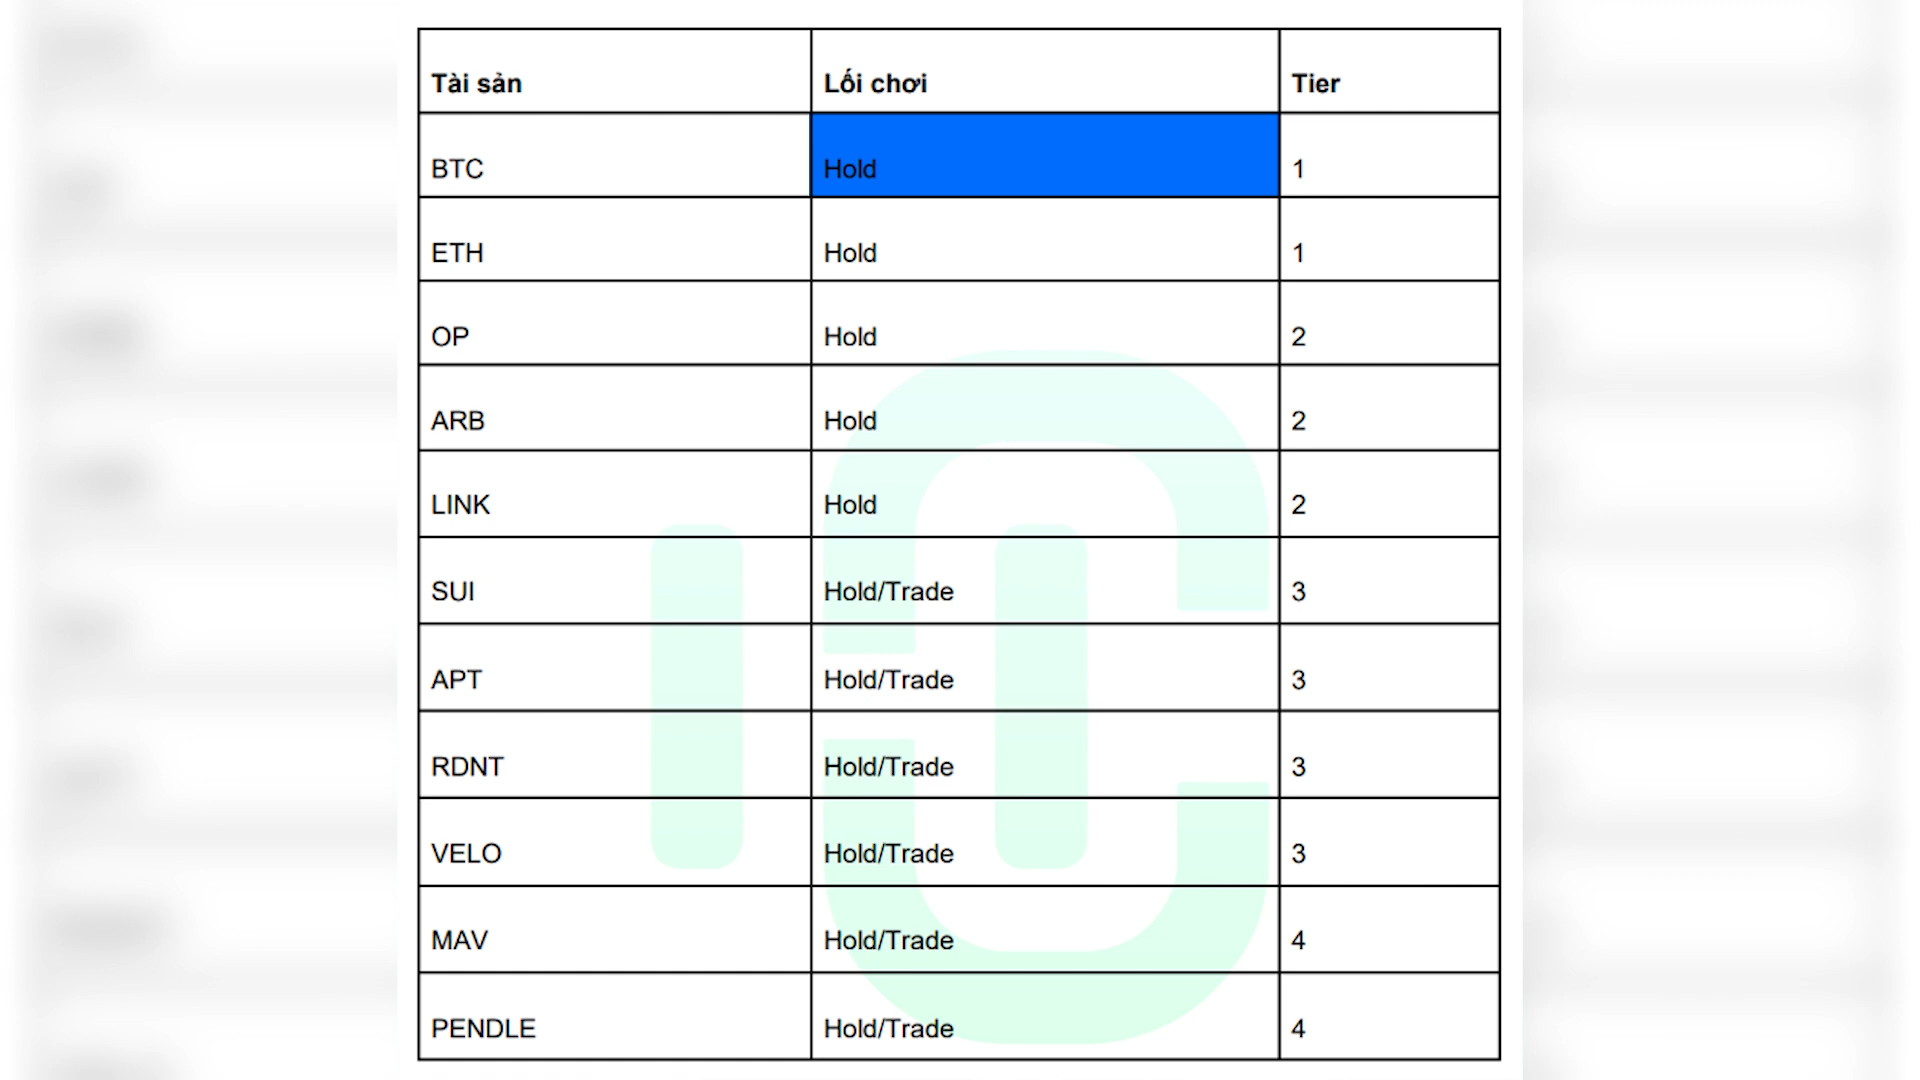 Tài sản Lối chơi Tier
BTC Hold 1
ETH Hold 1
OP Hold 2
ARB Hold 2
LINK Hold 2
SUI Hold/Trade 3
APT Hold/Trade 3
RDNT Hold/Trade 3
VELO Hold/Trade 3
MAV Hold/Trade 4
PENDLE Hold/Trade 4